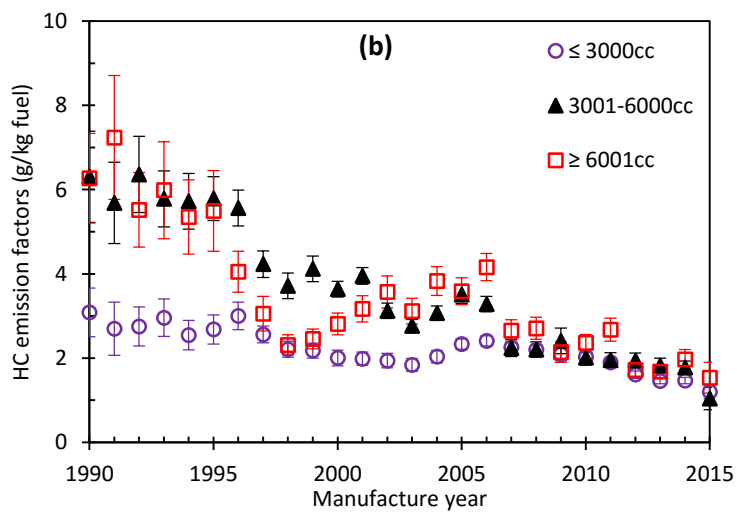 10
(b)
≤ 3000cc
8
3001-6000cc
≥ 6001cc
6
HC emission factors (g/kg fuel)
4
2
0
1990
1995
2000
2005
2010
2015
Manufacture year